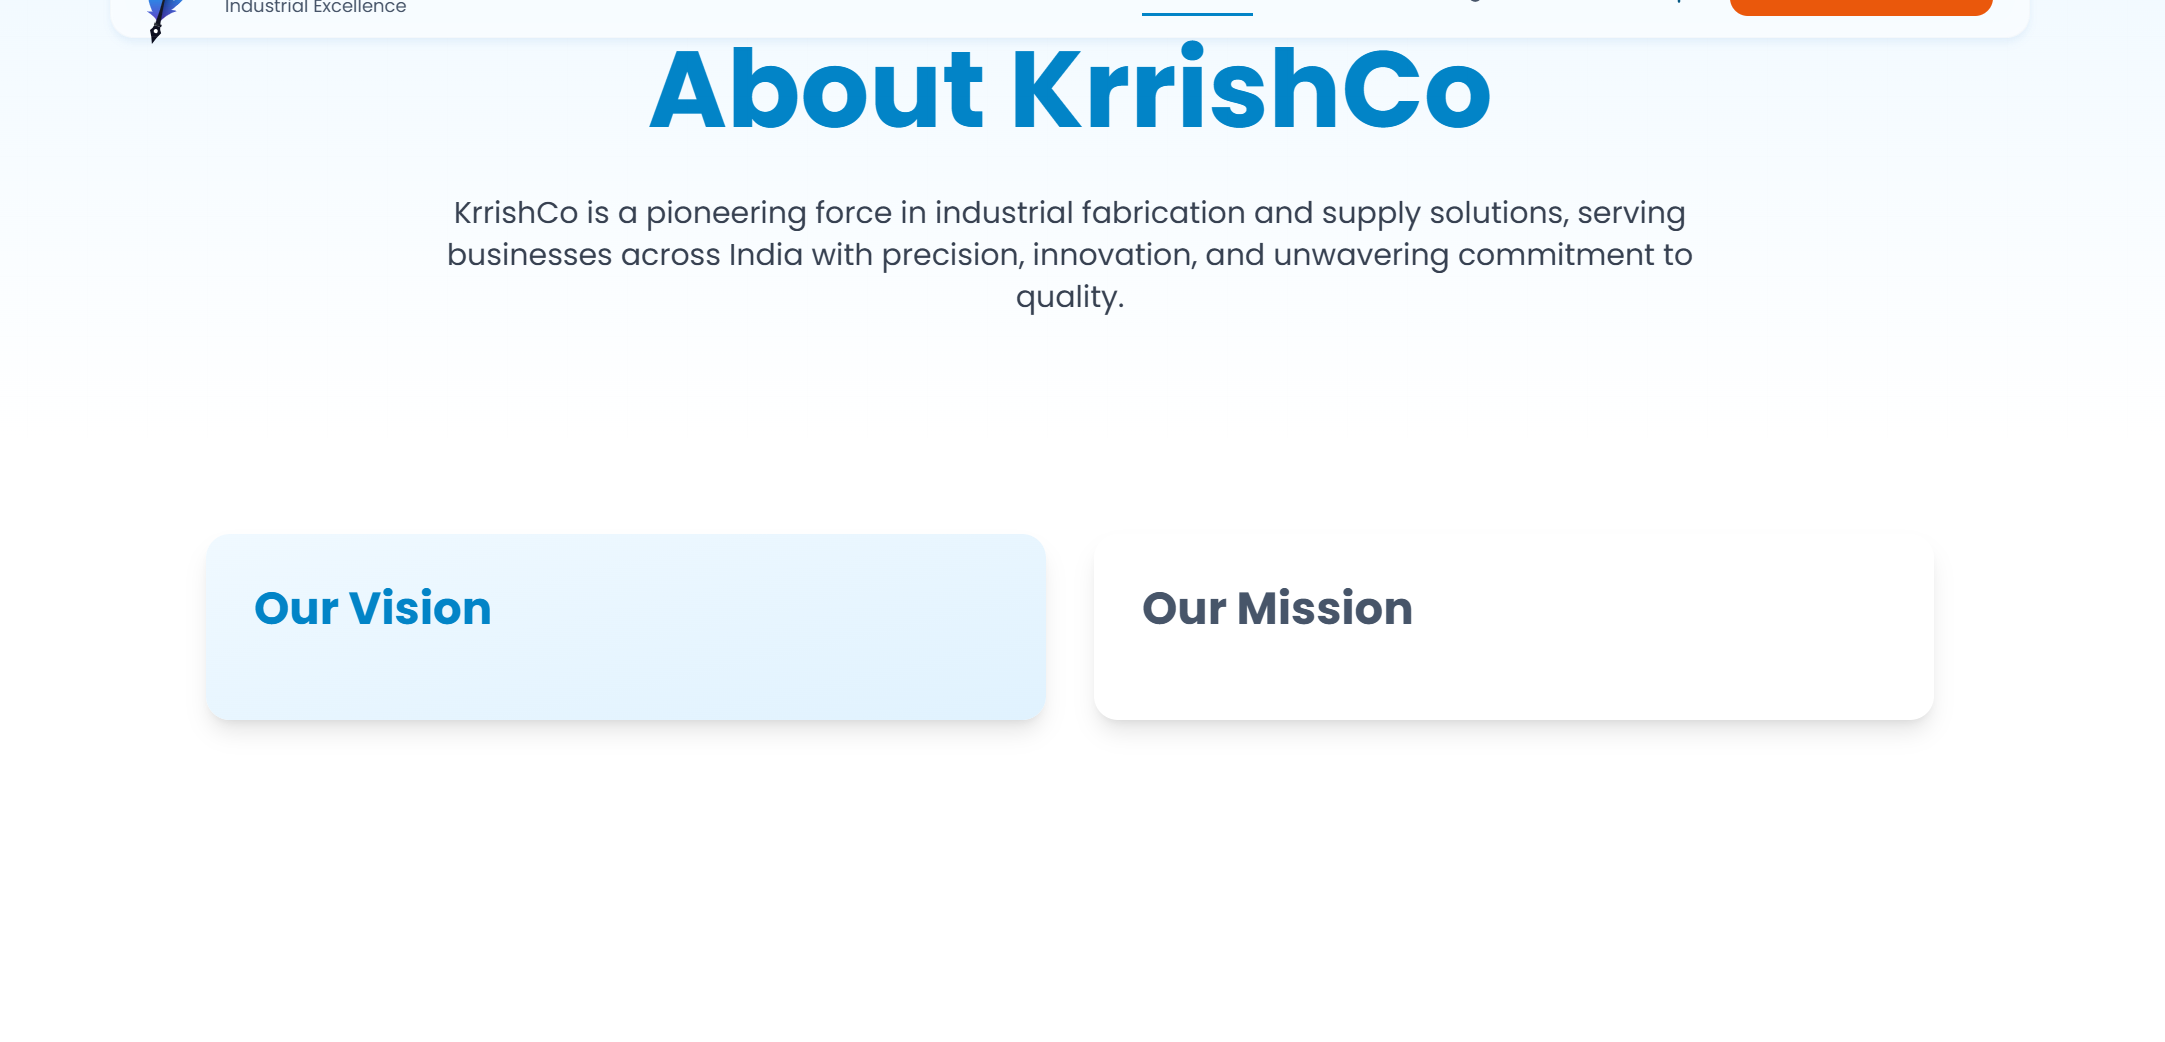 Industrial Excellence
About KrrishCo
KrrishCo is a pioneering force in industrial fabrication and supply solutions, serving
businesses across India with precision, innovation, and unwavering commitment to
quality.
Our Vision
Our Mission